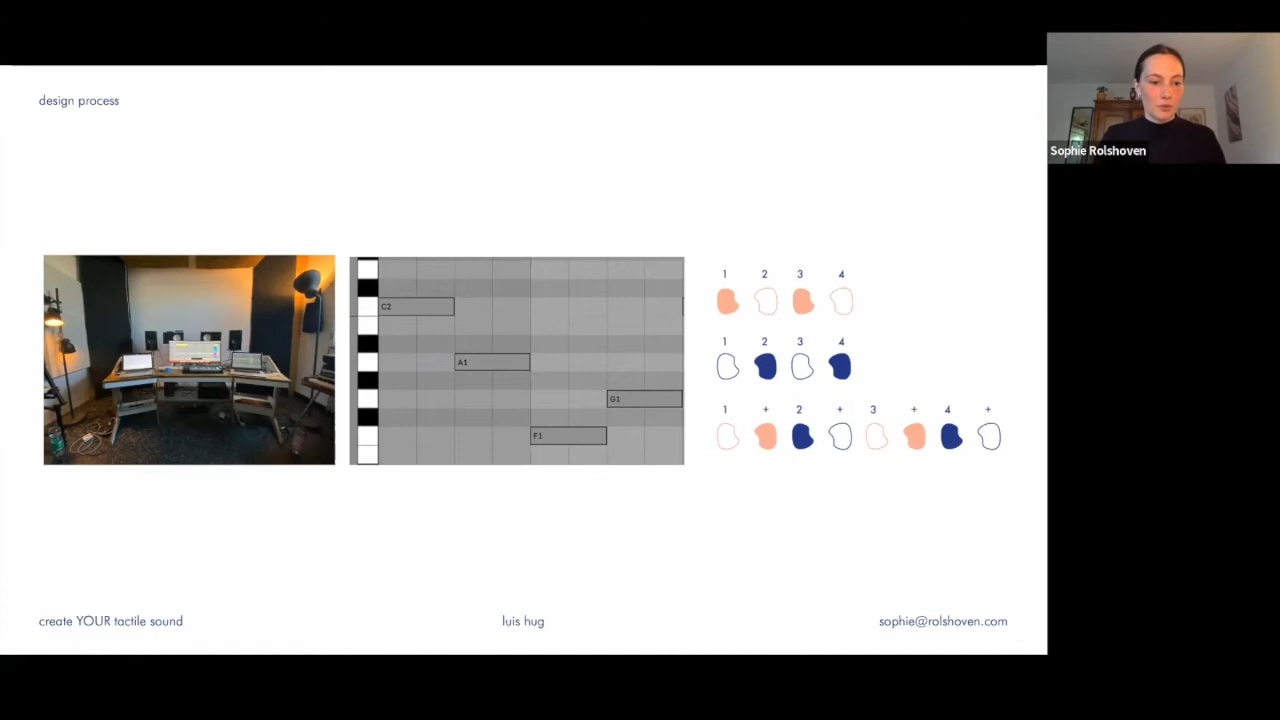 design process
Sophie Rolshoven
C2
A1
G1
F1
1 2 3 4
1 2 3 4
1 + 2 + 3 + 4 +
create YOUR tactile sound
luis hug
sophie@rolshoven.com